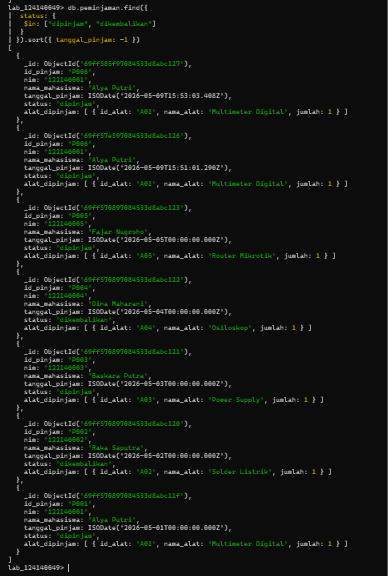 lab_124140049> db.peminjaman.find({
| status: {
| $in: ["dipinjam", "dikembalikan"]
| }
| }).sort({ tanggal_pinjam: -1 })
[
{
_id: ObjectId('69ff585f97084533d8abc127'),
id_pinjam: 'P006',
nim: '122140001',
nama_mahasiswa: 'Alya Putri',
tanggal_pinjam: ISODate('2026-05-09T15:53:03.408Z'),
status: 'dipinjam',
alat_dipinjam: [ { id_alat: 'A01', nama_alat: 'Multimeter Digital', jumlah: 1 } ]
},
{
_id: ObjectId('69ff57e597084533d8abc126'),
id_pinjam: 'P006',
nim: '122140001',
nama_mahasiswa: 'Alya Putri',
tanggal_pinjam: ISODate('2026-05-09T15:51:01.290Z'),
status: 'dipinjam',
alat_dipinjam: [ { id_alat: 'A01', nama_alat: 'Multimeter Digital', jumlah: 1 } ]
},
{
_id: ObjectId('69ff570897084533d8abc123'),
id_pinjam: 'P005',
nim: '122140005',
nama_mahasiswa: 'Fajar Nugroho',
tanggal_pinjam: ISODate('2026-05-05T00:00:00.000Z'),
status: 'dipinjam',
alat_dipinjam: [ { id_alat: 'A05', nama_alat: 'Router Mikrotik', jumlah: 1 } ]
},
{
_id: ObjectId('69ff570897084533d8abc122'),
id_pinjam: 'P004',
nim: '122140004',
nama_mahasiswa: 'Dina Maharani',
tanggal_pinjam: ISODate('2026-05-04T00:00:00.000Z'),
status: 'dikembalikan',
alat_dipinjam: [ { id_alat: 'A04', nama_alat: 'Osiloskop', jumlah: 1 } ]
},
{
_id: ObjectId('69ff570897084533d8abc121'),
id_pinjam: 'P003',
nim: '122140003',
nama_mahasiswa: 'Baskara Putra',
tanggal_pinjam: ISODate('2026-05-03T00:00:00.000Z'),
status: 'dipinjam',
alat_dipinjam: [ { id_alat: 'A03', nama_alat: 'Power Supply', jumlah: 1 } ]
},
{
_id: ObjectId('69ff570897084533d8abc120'),
id_pinjam: 'P002',
nim: '122140002',
nama_mahasiswa: 'Raka Saputra',
tanggal_pinjam: ISODate('2026-05-02T00:00:00.000Z'),
status: 'dikembalikan',
alat_dipinjam: [ { id_alat: 'A02', nama_alat: 'Solder Listrik', jumlah: 1 } ]
},
{
_id: ObjectId('69ff570897084533d8abc11f'),
id_pinjam: 'P001',
nim: '122140001',
nama_mahasiswa: 'Alya Putri',
tanggal_pinjam: ISODate('2026-05-01T00:00:00.000Z'),
status: 'dipinjam',
alat_dipinjam: [ { id_alat: 'A01', nama_alat: 'Multimeter Digital', jumlah: 1 } ]
}
]
lab_124140049>